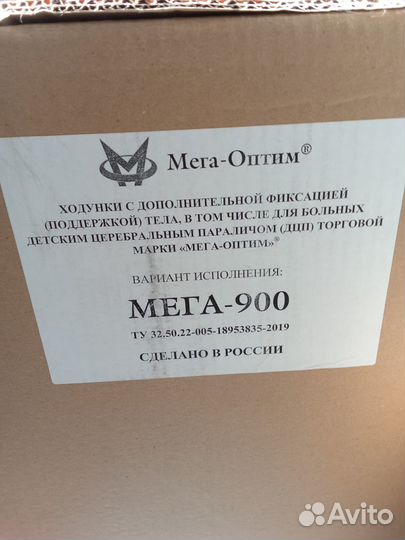 Мега-Оптим®
ХОДУНКИ С ДОПОЛНИТЕЛЬНОЙ ФИКСАЦИЕЙ
(ПОДДЕРЖКОЙ) ТЕЛА, В ТОМ ЧИСЛЕ ДЛЯ БОЛЬНЫХ
ДЕТСКИМ ЦЕРЕБРАЛЬНЫМ ПАРАЛИЧОМ (ДЦП) ТОРГОВОЙ
МАРКИ «МЕГА-ОПТИМ»®
ВАРИАНТ ИСПОЛНЕНИЯ:
МЕГА-900
ТУ 32.50.22-005-18953835-2019
СДЕЛАНО В РОССИИ
Avito